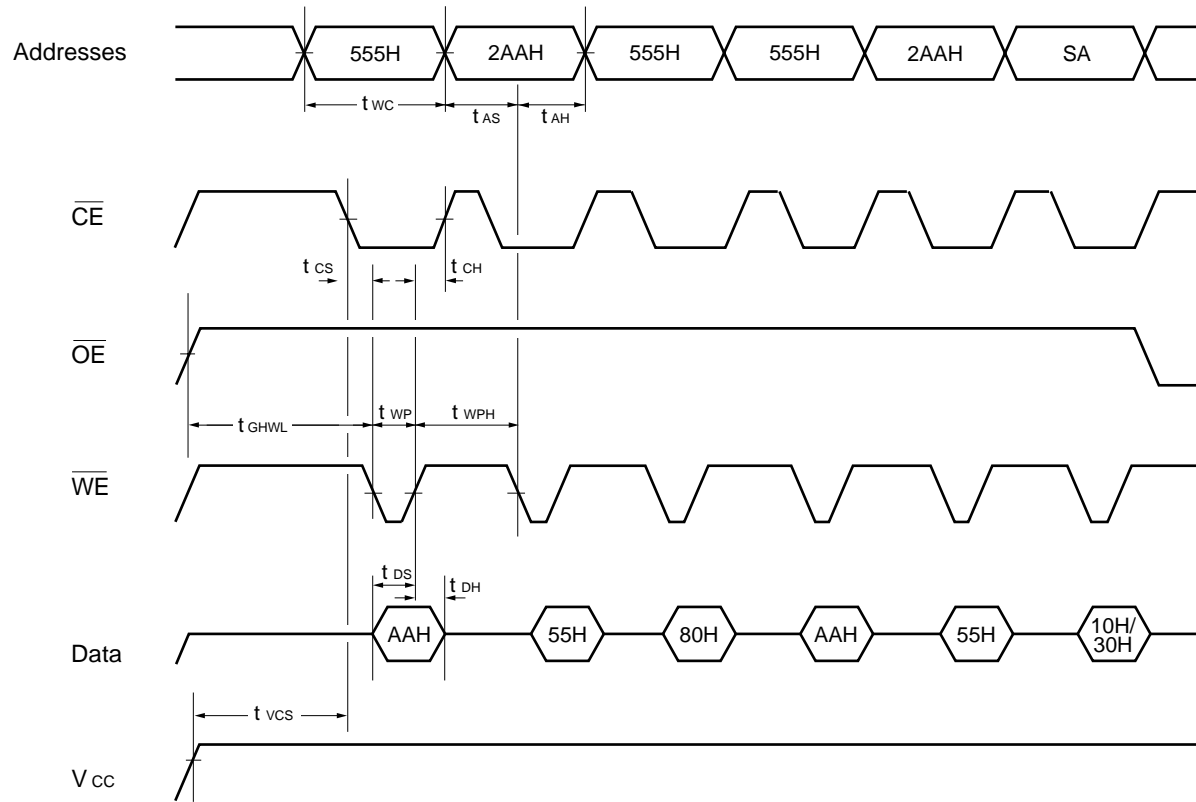 Addresses 555H 2AAH 555H 555H 2AAH SA
t WC t AS t AH
CE
t CS t CH
OE
t GHWL t WP t WPH
WE
t DS t DH
Data AAH 55H 80H AAH 55H 10H/
30H
t VCS
V CC